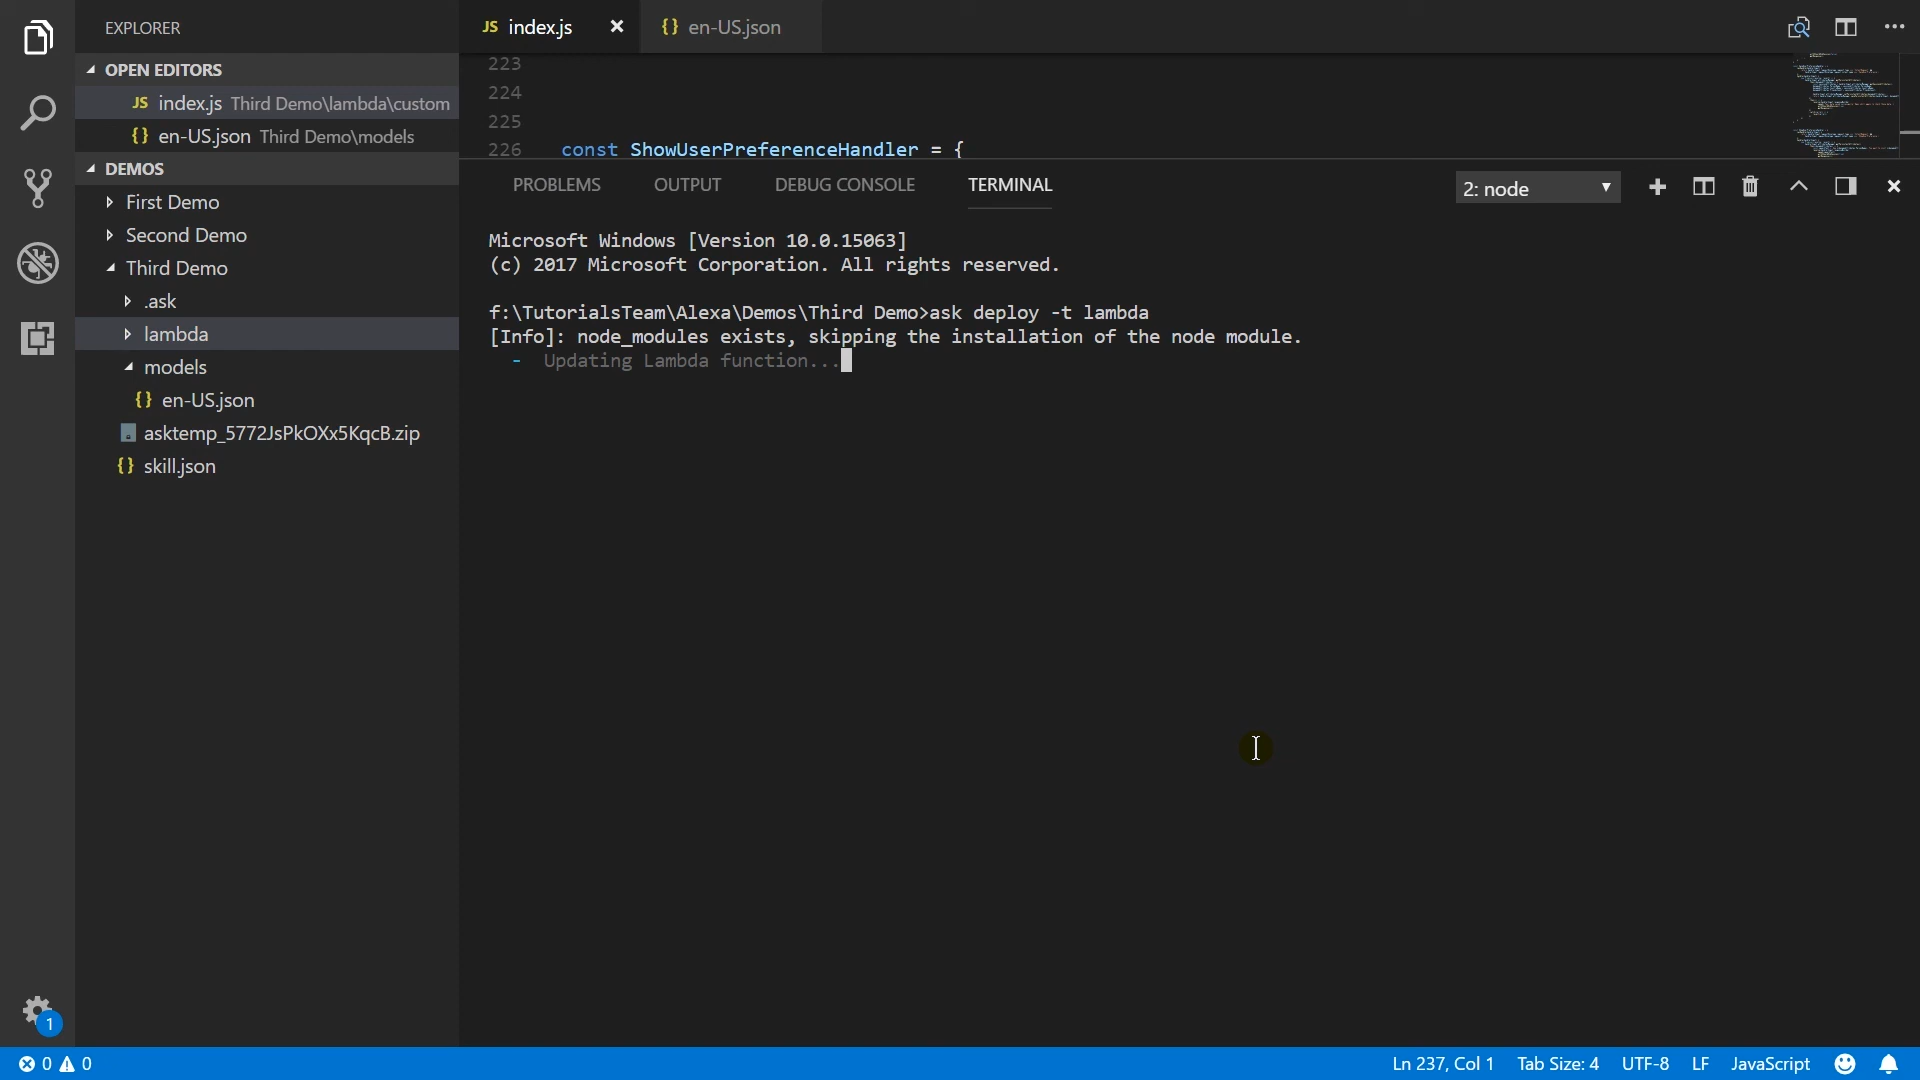 EXPLORER
OPEN EDITORS
JS index.js Third Demo\lambda\custom
{} en-US.json Third Demo\models
DEMOS
First Demo
Second Demo
Third Demo
.ask
lambda
models
{} en-US.json
asktemp_5772JsPkOXx5KqcB.zip
{} skill.json
1
JS index.js
{} en-US.json
223
224
225
226 const ShowUserPreferenceHandler = {
PROBLEMS OUTPUT DEBUG CONSOLE TERMINAL 2: node
Microsoft Windows [Version 10.0.15063]
(c) 2017 Microsoft Corporation. All rights reserved.
f:\TutorialsTeam\Alexa\Demos\Third Demo>ask deploy -t lambda
[Info]: node_modules exists, skipping the installation of the node module.
- Updating Lambda function...
0 0 Ln 237, Col 1 Tab Size: 4 UTF-8 LF JavaScript